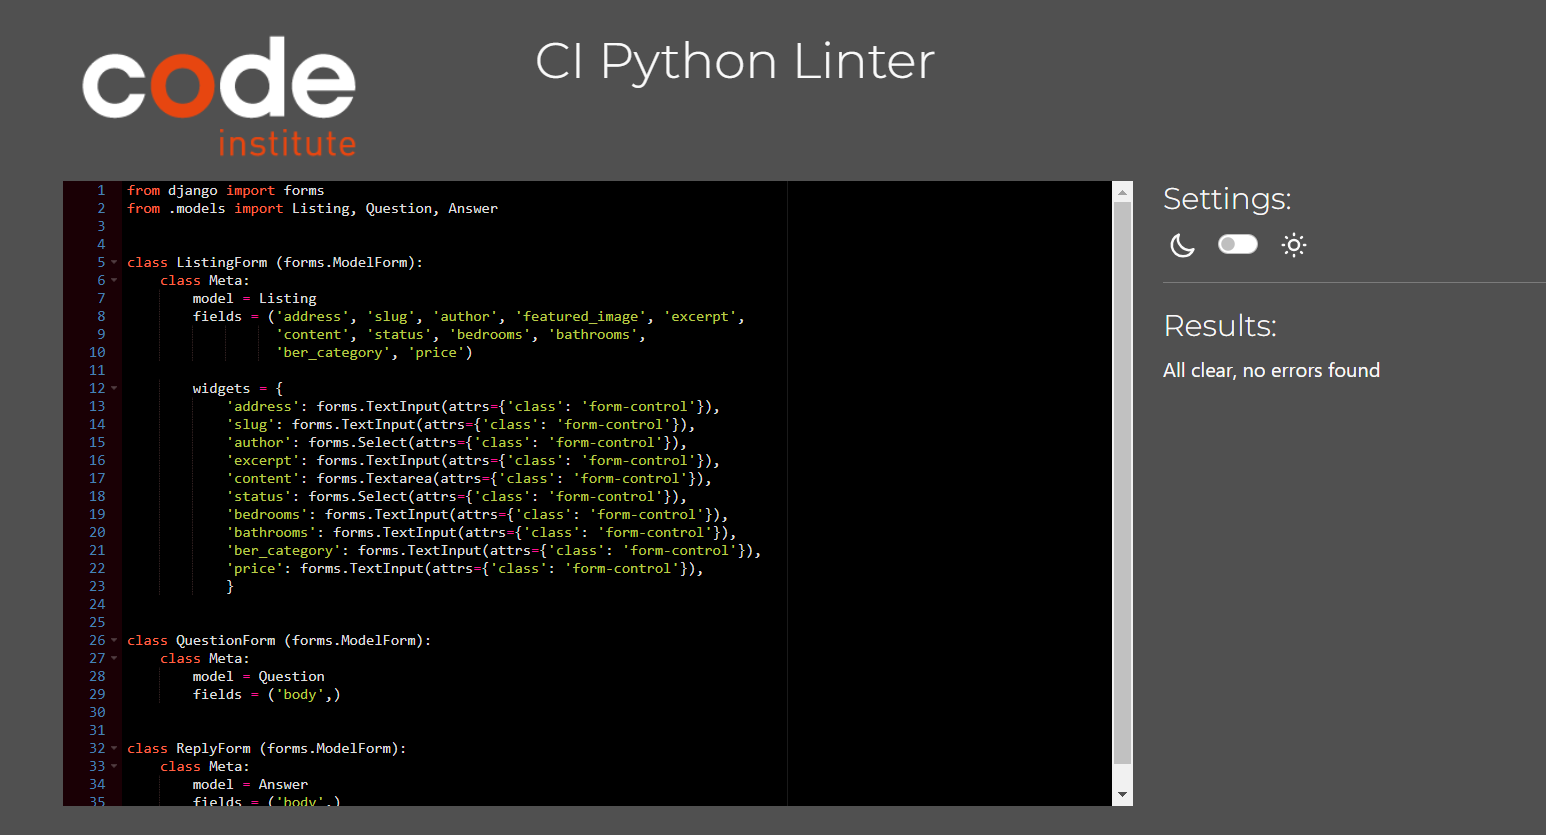 code
institute
CI Python Linter
1 from django import forms
2 from .models import Listing, Question, Answer
3
4
5 class ListingForm (forms.ModelForm):
6     class Meta:
7         model = Listing
8         fields = ('address', 'slug', 'author', 'featured_image', 'excerpt',
9                   'content', 'status', 'bedrooms', 'bathrooms',
10                   'ber_category', 'price')
11
12         widgets = {
13             'address': forms.TextInput(attrs={'class': 'form-control'}),
14             'slug': forms.TextInput(attrs={'class': 'form-control'}),
15             'author': forms.Select(attrs={'class': 'form-control'}),
16             'excerpt': forms.TextInput(attrs={'class': 'form-control'}),
17             'content': forms.Textarea(attrs={'class': 'form-control'}),
18             'status': forms.Select(attrs={'class': 'form-control'}),
19             'bedrooms': forms.TextInput(attrs={'class': 'form-control'}),
20             'bathrooms': forms.TextInput(attrs={'class': 'form-control'}),
21             'ber_category': forms.TextInput(attrs={'class': 'form-control'}),
22             'price': forms.TextInput(attrs={'class': 'form-control'}),
23             }
24
25
26 class QuestionForm (forms.ModelForm):
27     class Meta:
28         model = Question
29         fields = ('body',)
30
31
32 class ReplyForm (forms.ModelForm):
33     class Meta:
34         model = Answer
35         fields = ('body',)
Settings:
Results:
All clear, no errors found